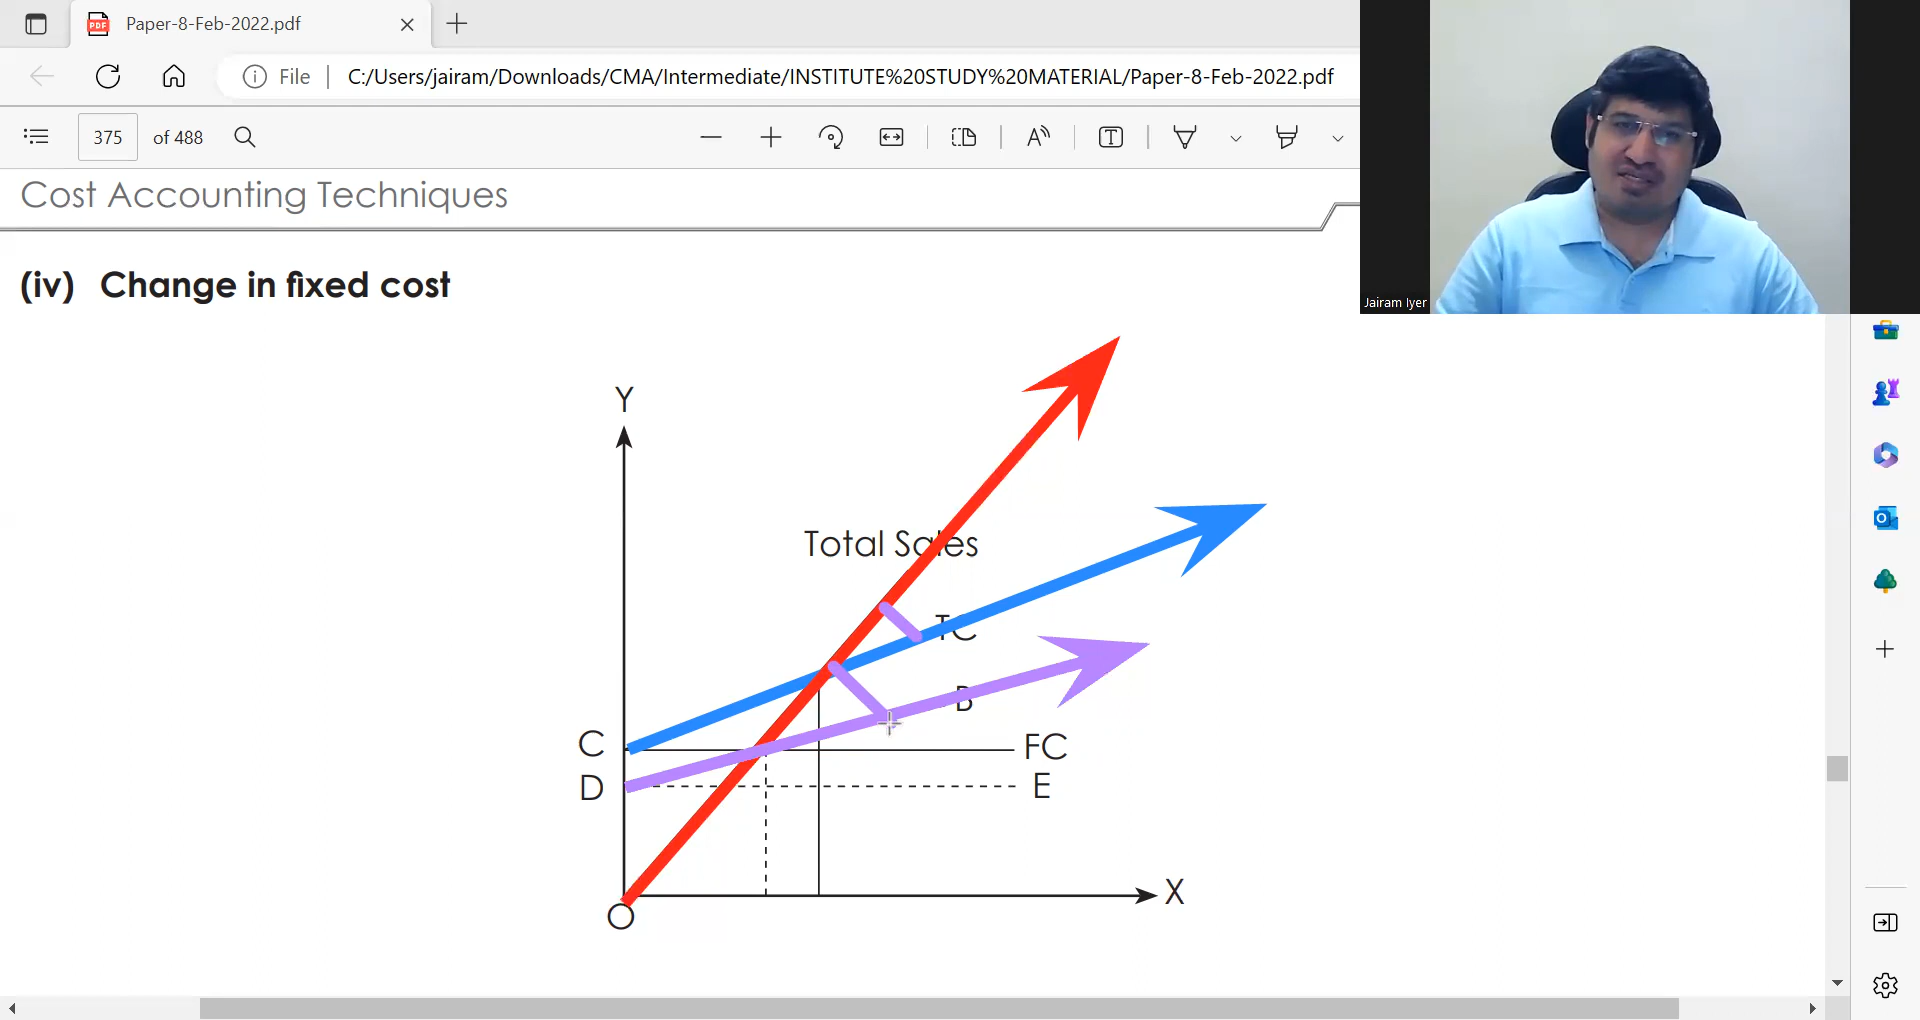 Paper-8-Feb-2022.pdf
File
C:/Users/jairam/Downloads/CMA/Intermediate/INSTITUTE%20STUDY%20MATERIAL/Paper-8-Feb-2022.pdf
375 of 488
Cost Accounting Techniques
Jairam Iyer
(iv) Change in fixed cost
Y
Total Sales
TC
B
C
FC
D
E
X
O